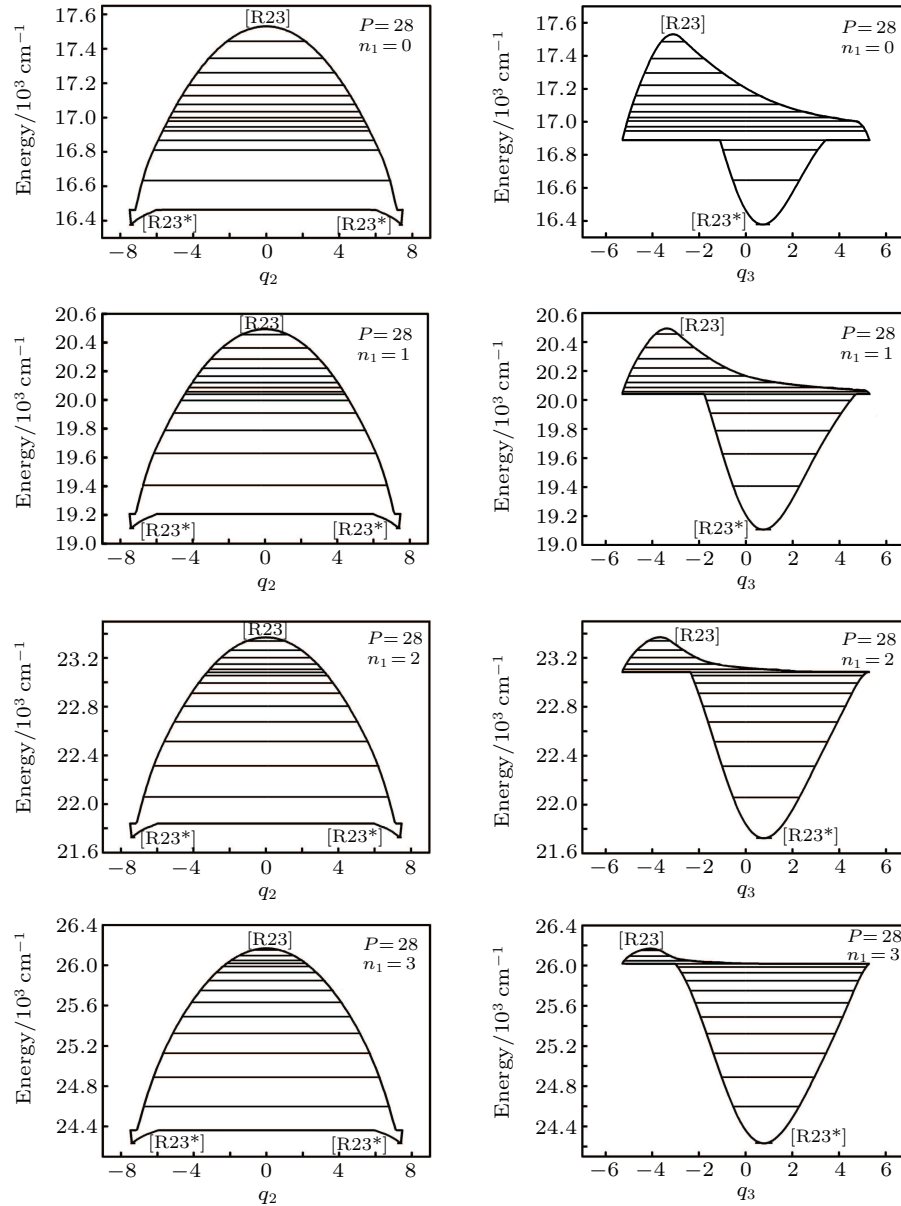 [R23]
P=28
n₁=0
17.6
17.4
17.2
17.0
16.8
16.6
16.4
Energy/10³ cm⁻¹
[R23*] [R23*]
−8 −4 0 4 8
q₂
[R23]
P=28
n₁=0
17.6
17.4
17.2
17.0
16.8
16.6
16.4
Energy/10³ cm⁻¹
[R23*]
−6 −4 −2 0 2 4 6
q₃
[R23]
P=28
n₁=1
20.6
20.4
20.2
20.0
19.8
19.6
19.4
19.2
19.0
Energy/10³ cm⁻¹
[R23*] [R23*]
−8 −4 0 4 8
q₂
[R23]
P=28
n₁=1
20.6
20.4
20.2
20.0
19.8
19.6
19.4
19.2
19.0
Energy/10³ cm⁻¹
[R23*]
−6 −4 −2 0 2 4 6
q₃
[R23]
P=28
n₁=2
23.2
22.8
22.4
22.0
21.6
Energy/10³ cm⁻¹
[R23*] [R23*]
−8 −4 0 4 8
q₂
[R23]
P=28
n₁=2
23.2
22.8
22.4
22.0
21.6
Energy/10³ cm⁻¹
[R23*]
−6 −4 −2 0 2 4 6
q₃
[R23]
P=28
n₁=3
26.4
26.0
25.6
25.2
24.8
24.4
Energy/10³ cm⁻¹
[R23*] [R23*]
−8 −4 0 4 8
q₂
[R23]
P=28
n₁=3
26.4
26.0
25.6
25.2
24.8
24.4
Energy/10³ cm⁻¹
[R23*]
−6 −4 −2 0 2 4 6
q₃